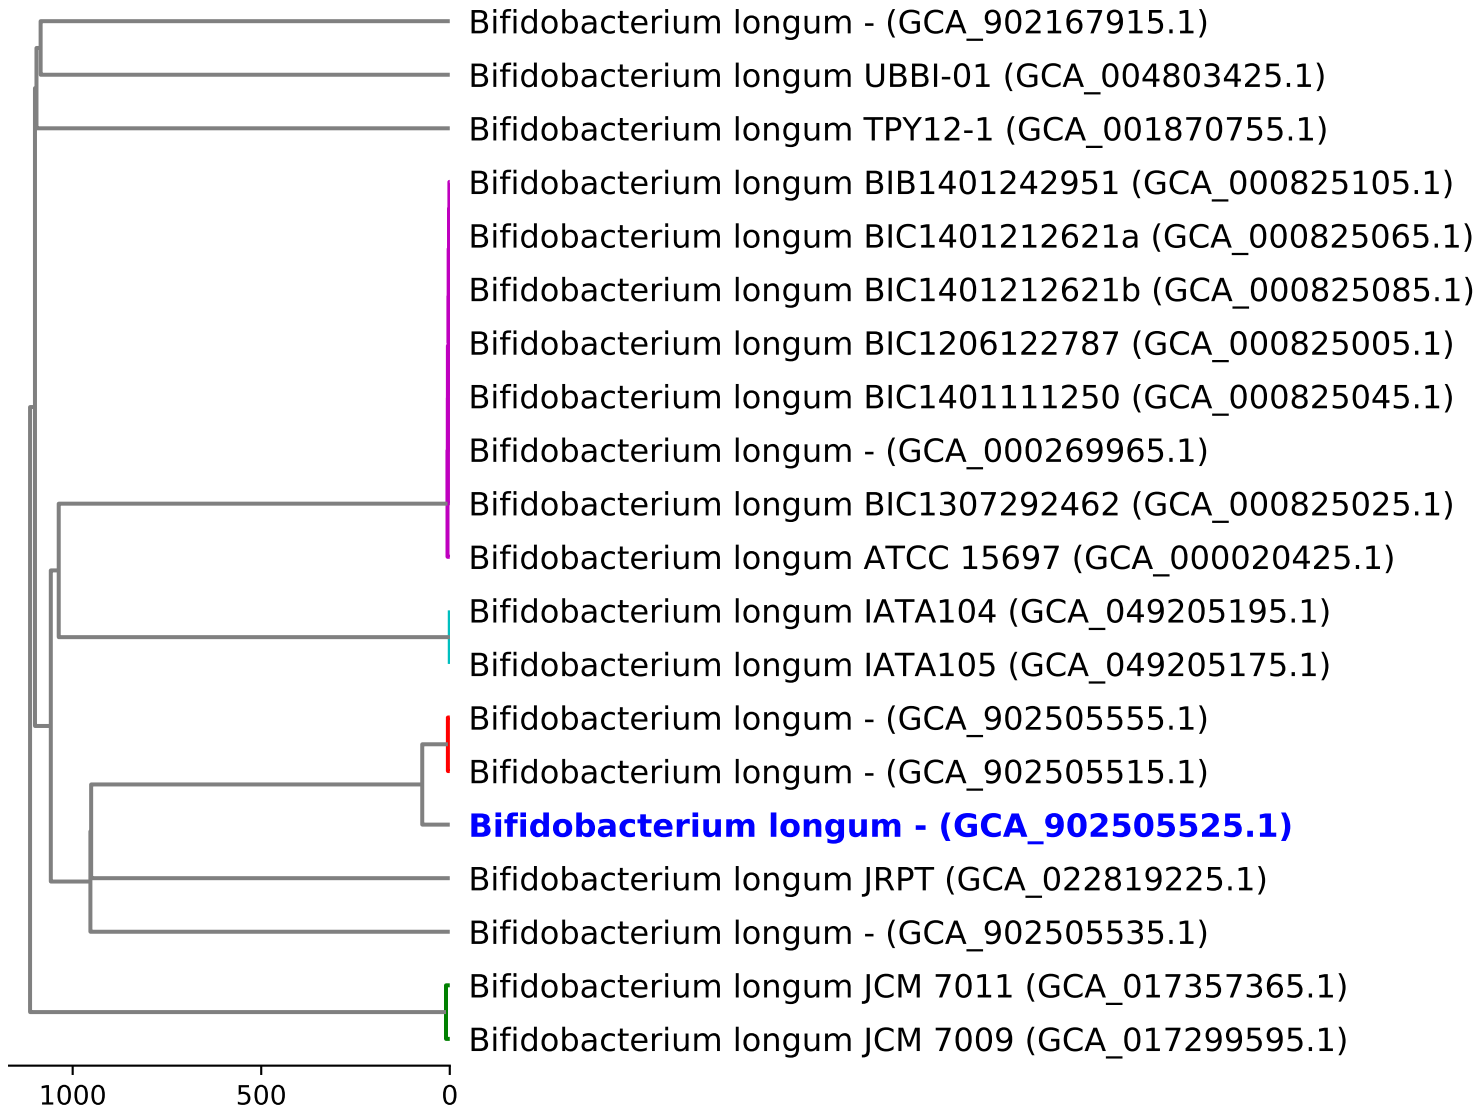 Bifidobacterium longum - (GCA_902167915.1)
Bifidobacterium longum UBBI-01 (GCA_004803425.1)
Bifidobacterium longum TPY12-1 (GCA_001870755.1)
Bifidobacterium longum BIB1401242951 (GCA_000825105.1)
Bifidobacterium longum BIC1401212621a (GCA_000825065.1)
Bifidobacterium longum BIC1401212621b (GCA_000825085.1)
Bifidobacterium longum BIC1206122787 (GCA_000825005.1)
Bifidobacterium longum BIC1401111250 (GCA_000825045.1)
Bifidobacterium longum - (GCA_000269965.1)
Bifidobacterium longum BIC1307292462 (GCA_000825025.1)
Bifidobacterium longum ATCC 15697 (GCA_000020425.1)
Bifidobacterium longum IATA104 (GCA_049205195.1)
Bifidobacterium longum IATA105 (GCA_049205175.1)
Bifidobacterium longum - (GCA_902505555.1)
Bifidobacterium longum - (GCA_902505515.1)
Bifidobacterium longum - (GCA_902505525.1)
Bifidobacterium longum JRPT (GCA_022819225.1)
Bifidobacterium longum - (GCA_902505535.1)
Bifidobacterium longum JCM 7011 (GCA_017357365.1)
Bifidobacterium longum JCM 7009 (GCA_017299595.1)
1000 500 0